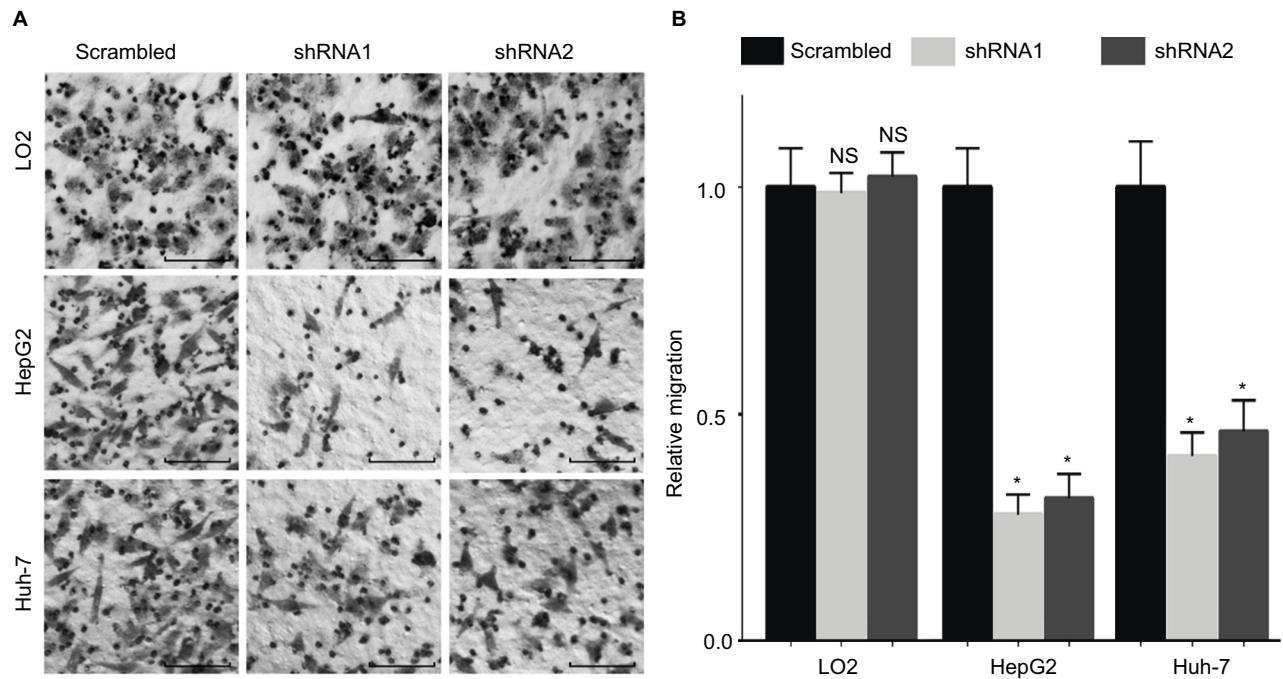 A
Scrambled shRNA1 shRNA2
LO2
HepG2
Huh-7
B
Scrambled shRNA1 shRNA2
Relative migration
1.0
0.5
0.0
NS NS
* *
* *
LO2 HepG2 Huh-7